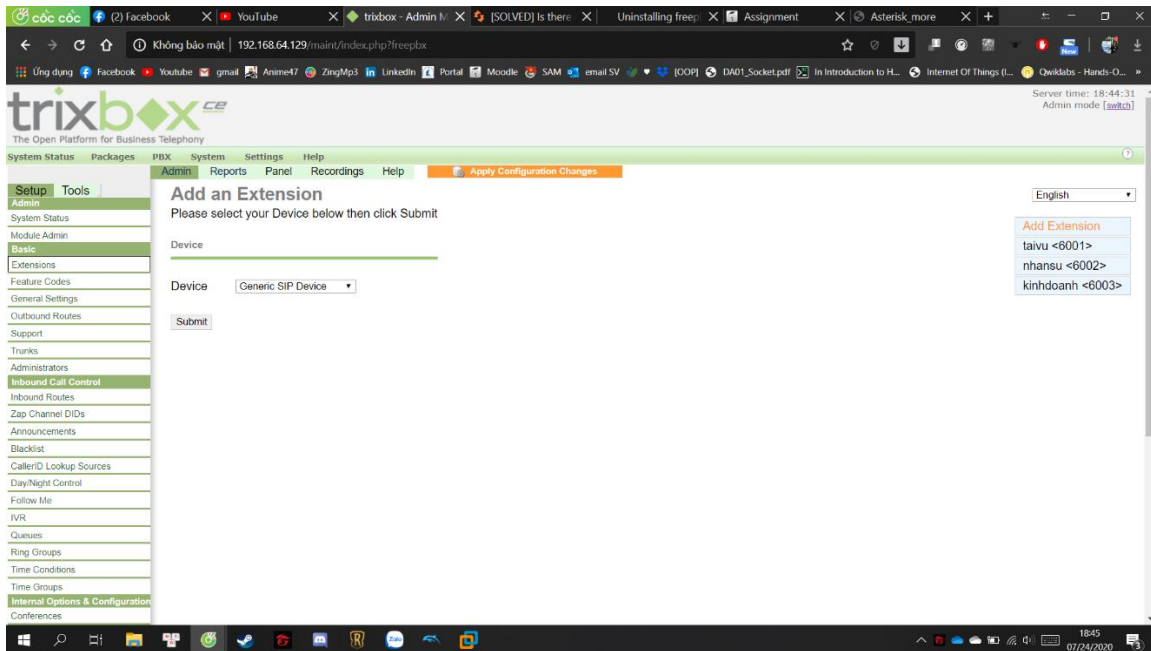 cốc cốc (2) Facebook YouTube trixbox - Admin M [SOLVED] Is there Uninstalling freep Assignment Asterisk_more
Không bảo mật 192.168.64.129/maint/index.php?freepbx
Ứng dụng Facebook Youtube gmail Anime47 ZingMp3 LinkedIn Portal Moodle SAM email SV [OOP] DA01_Socket.pdf In Introduction to H... Internet Of Things (I... Qwiklabs - Hands-O... »
New
Server time: 18:44:31
Admin mode [switch]
trixbox CE
The Open Platform for Business Telephony
System Status Packages PBX System Settings Help
Admin Reports Panel Recordings Help Apply Configuration Changes
Setup Tools
Admin
System Status
Module Admin
Basic
Extensions
Feature Codes
General Settings
Outbound Routes
Support
Trunks
Administrators
Inbound Call Control
Inbound Routes
Zap Channel DIDs
Announcements
Blacklist
CallerID Lookup Sources
Day/Night Control
Follow Me
IVR
Queues
Ring Groups
Time Conditions
Time Groups
Internal Options & Configuration
Conferences
Add an Extension
Please select your Device below then click Submit
Device
Device Generic SIP Device
Submit
English
Add Extension
taivu <6001>
nhansu <6002>
kinhdoanh <6003>
Zalo
18:45
07/24/2020